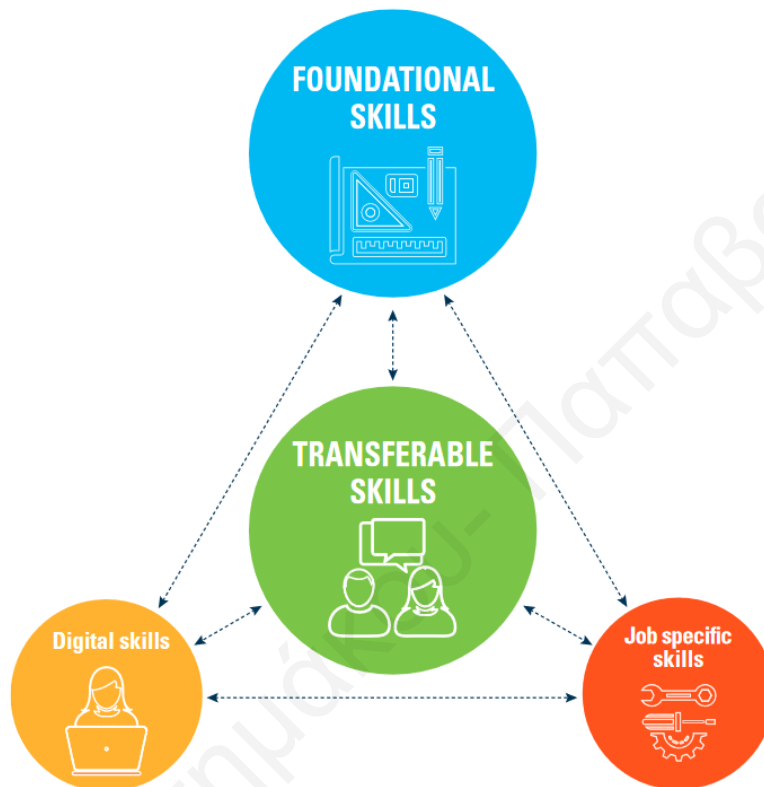 FOUNDATIONAL
SKILLS
TRANSFERABLE
SKILLS
Digital skills
Job specific
skills